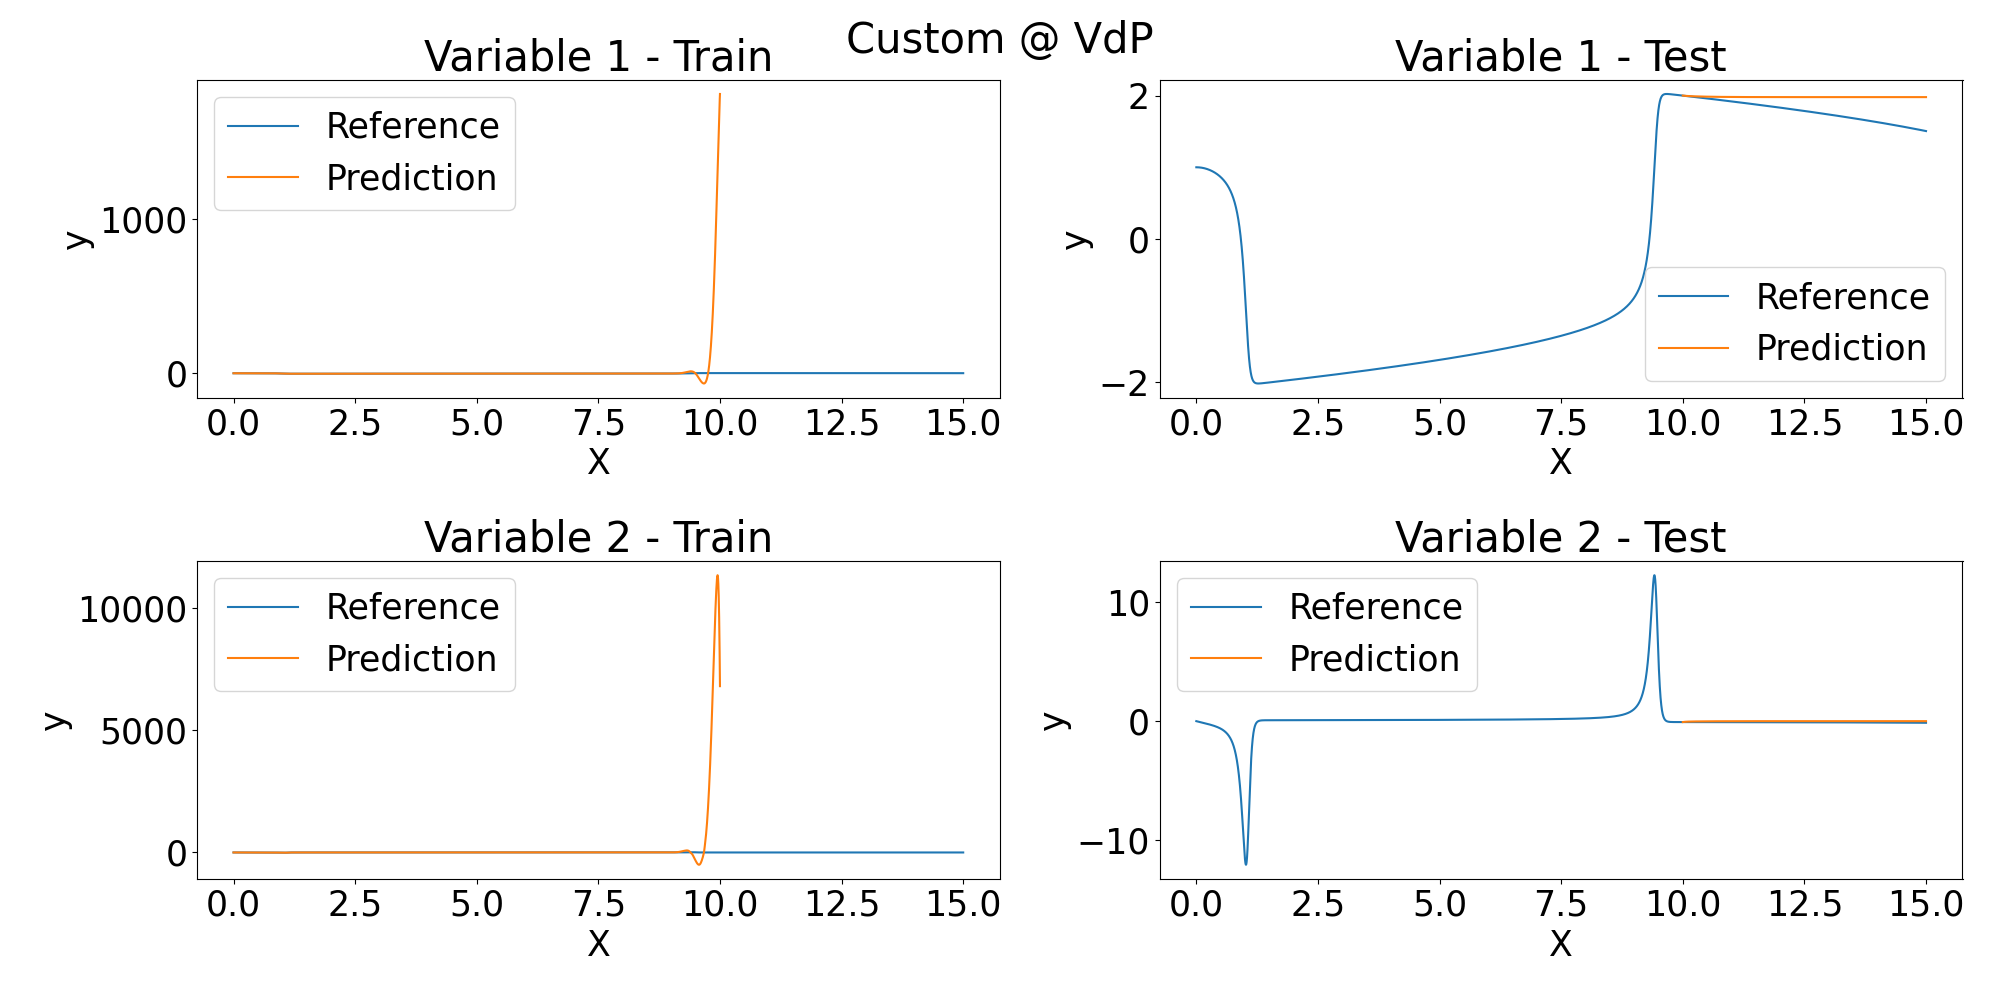 Custom @ VdP
Variable 1 - Train
Reference
Prediction
1000
0
y
0.0 2.5 5.0 7.5 10.0 12.5 15.0
X
Variable 1 - Test
2
0
−2
y
Reference
Prediction
0.0 2.5 5.0 7.5 10.0 12.5 15.0
X
Variable 2 - Train
Reference
Prediction
10000
5000
0
y
0.0 2.5 5.0 7.5 10.0 12.5 15.0
X
Variable 2 - Test
Reference
Prediction
10
0
−10
y
0.0 2.5 5.0 7.5 10.0 12.5 15.0
X